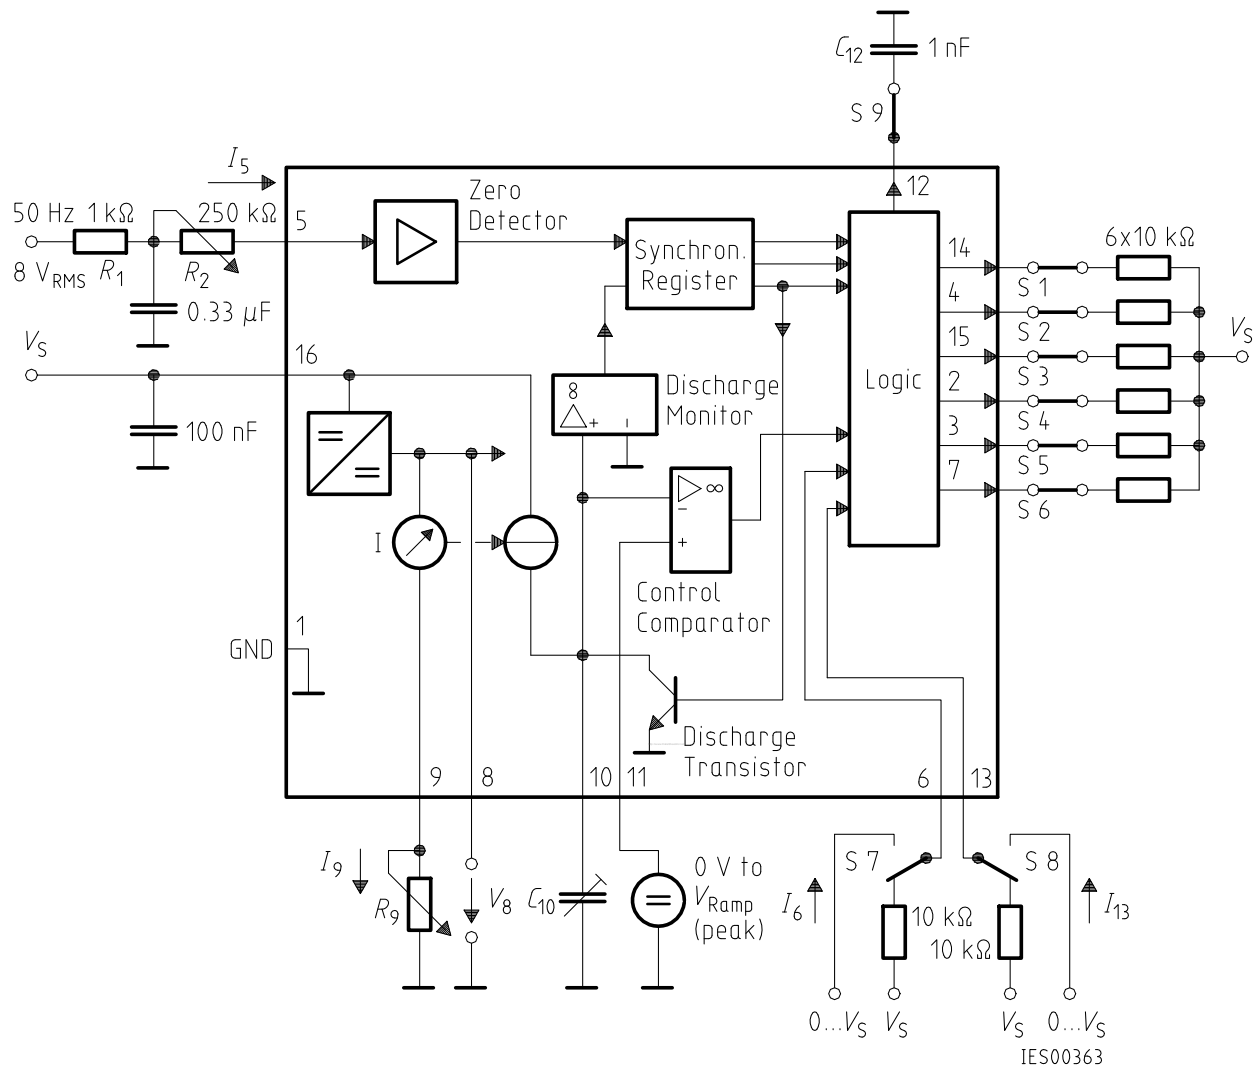 C12 1 nF
S 9
I5
12
50 Hz 1 kΩ 250 kΩ 5
Zero
Detector
8 VRMS R1 R2
0.33 µF
Synchron.
Register
14
6x10 kΩ
S 1
4
S 2
15
S 3
2
S 4
3
S 5
7
S 6
VS
VS
16
100 nF
8
+ −
Discharge
Monitor
Logic
∞
−
+
I
Control
Comparator
1
GND
Discharge
Transistor
9 8 10 11 6 13
I9
R9
V8
C10
0 V to
VRamp
(peak)
S 7 S 8
I6 I13
10 kΩ
10 kΩ
0...VS VS VS 0...VS
IES00363